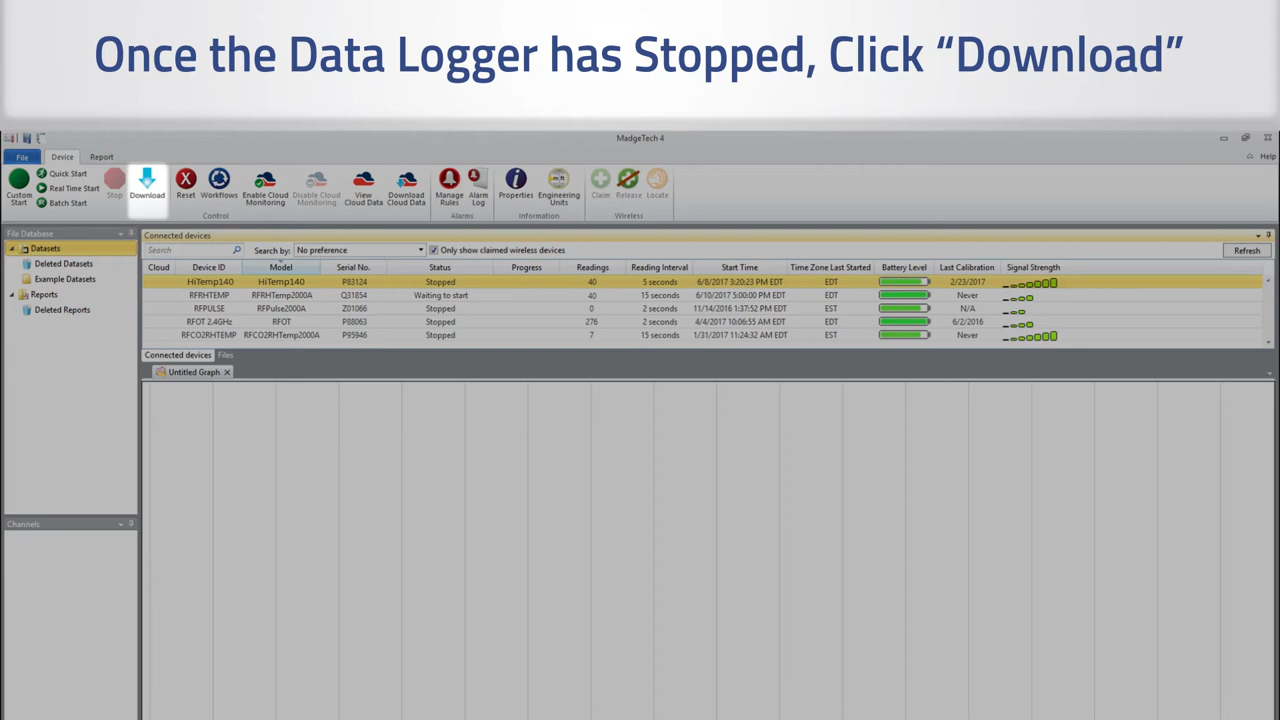 Once the Data Logger has Stopped, Click “Download”
MadgeTech 4
File Device Report Help
Custom Start Quick Start Real Time Start Batch Start Stop Download Reset Workflows Enable Cloud Monitoring Disable Cloud Monitoring View Cloud Data Download Cloud Data Manage Rules Alarm Log Properties Engineering Units Claim Release Locate
Control Alarms Information Wireless
File Database
Datasets
Deleted Datasets
Example Datasets
Reports
Deleted Reports
Channels
Connected devices
Search Search by: No preference Only show claimed wireless devices Refresh
Cloud Device ID Model Serial No. Status Progress Readings Reading Interval Start Time Time Zone Last Started Battery Level Last Calibration Signal Strength
HiTemp140 HiTemp140 P83124 Stopped 40 5 seconds 6/8/2017 3:20:23 PM EDT EDT 2/23/2017
RFRHTEMP RFRHTemp2000A Q31854 Waiting to start 40 15 seconds 6/10/2017 5:00:00 PM EDT EDT Never
RFPULSE RFPulse2000A Z01066 Stopped 0 2 seconds 11/14/2016 1:37:52 PM EST EST N/A
RFOT 2.4GHz RFOT P88063 Stopped 276 2 seconds 4/4/2017 10:06:55 AM EDT EDT 6/2/2016
RFCO2RHTEMP RFCO2RHTemp2000A P95946 Stopped 7 15 seconds 1/31/2017 11:24:32 AM EST EST Never
Connected devices Files
Untitled Graph